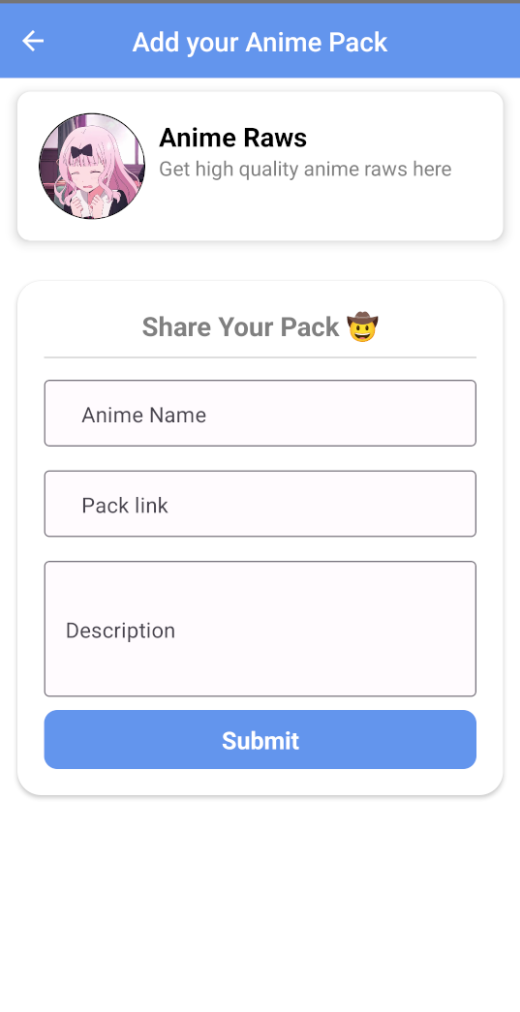 Add your Anime Pack
Anime Raws
Get high quality anime raws here
Share Your Pack 🤠
Anime Name
Pack link
Description
Submit